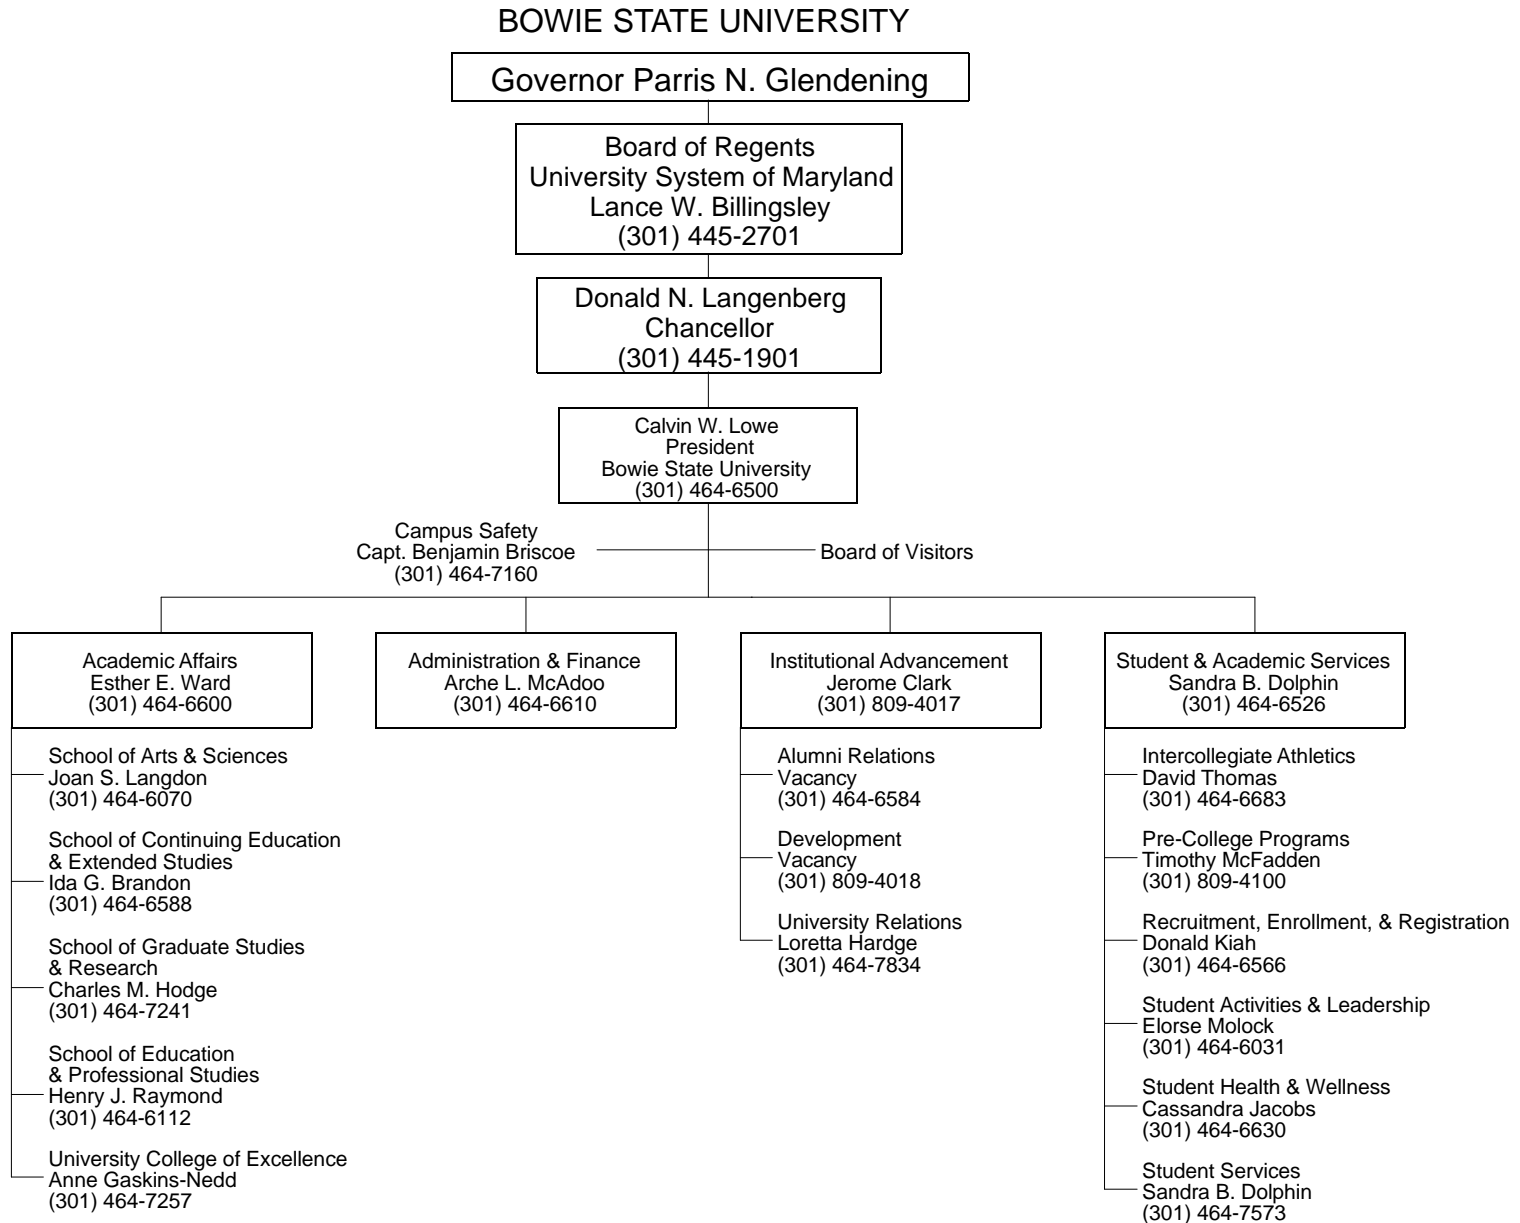 BOWIE STATE UNIVERSITY
Governor Parris N. Glendening
Board of Regents
University System of Maryland
Lance W. Billingsley
(301) 445-2701
Donald N. Langenberg
Chancellor
(301) 445-1901
Calvin W. Lowe
President
Bowie State University
(301) 464-6500
Campus Safety
Capt. Benjamin Briscoe
(301) 464-7160
Board of Visitors
Academic Affairs
Esther E. Ward
(301) 464-6600
School of Arts & Sciences
Joan S. Langdon
(301) 464-6070
School of Continuing Education
& Extended Studies
Ida G. Brandon
(301) 464-6588
School of Graduate Studies
& Research
Charles M. Hodge
(301) 464-7241
School of Education
& Professional Studies
Henry J. Raymond
(301) 464-6112
University College of Excellence
Anne Gaskins-Nedd
(301) 464-7257
Administration & Finance
Arche L. McAdoo
(301) 464-6610
Institutional Advancement
Jerome Clark
(301) 809-4017
Alumni Relations
Vacancy
(301) 464-6584
Development
Vacancy
(301) 809-4018
University Relations
Loretta Hardge
(301) 464-7834
Student & Academic Services
Sandra B. Dolphin
(301) 464-6526
Intercollegiate Athletics
David Thomas
(301) 464-6683
Pre-College Programs
Timothy McFadden
(301) 809-4100
Recruitment, Enrollment, & Registration
Donald Kiah
(301) 464-6566
Student Activities & Leadership
Elorse Molock
(301) 464-6031
Student Health & Wellness
Cassandra Jacobs
(301) 464-6630
Student Services
Sandra B. Dolphin
(301) 464-7573